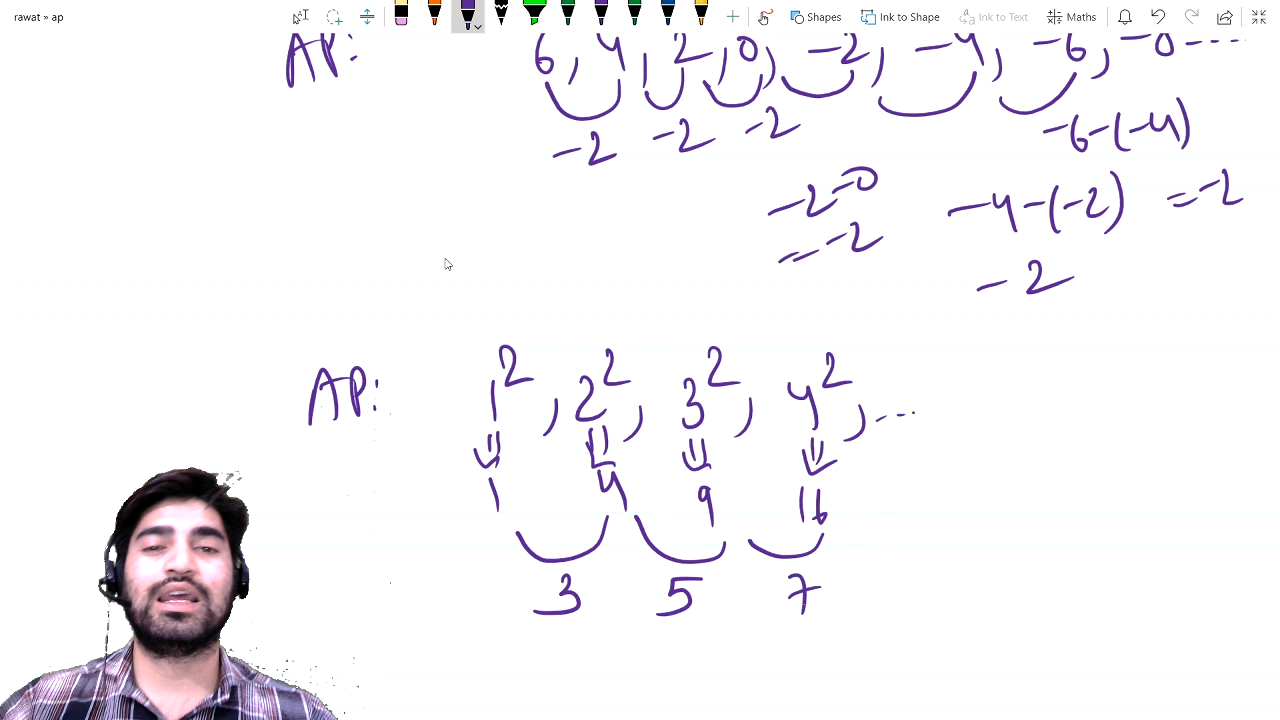 rawat » ap Shapes Ink to Shape Ink to Text Maths
AP: 6, 4, 2, 0, -2, -4, -6, -0 ....
-2 -2 -2 -6-(-4)
-2-0 -4-(-2) =-2
=-2 -2
AP: 1², 2², 3², 4², ...
⇓ ⇓ ⇓ ⇓
1 4 9 16
3 5 7